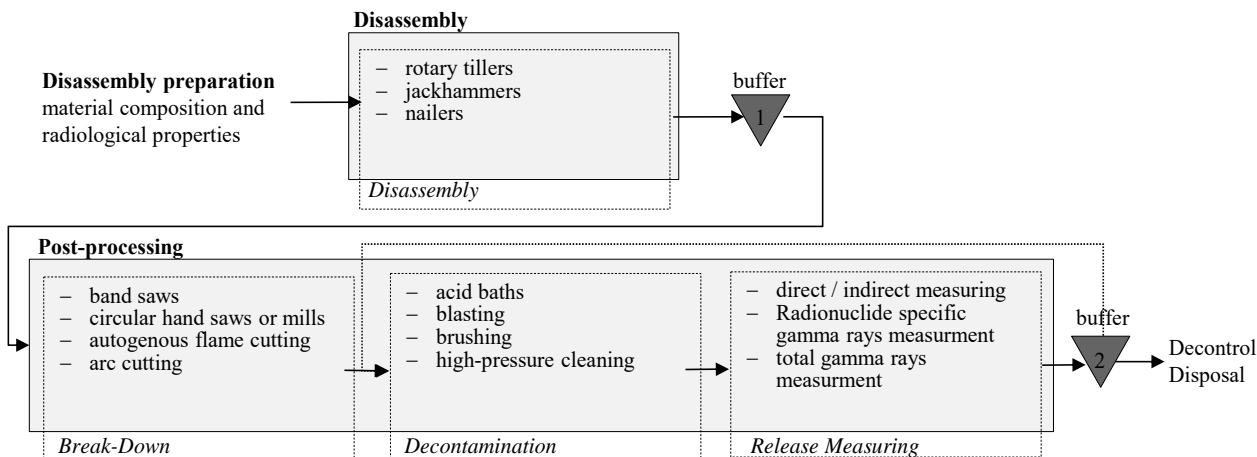 Disassembly
Disassembly preparation
material composition and
radiological properties
– rotary tillers
– jackhammers
– nailers
Disassembly
buffer
1
Post-processing
– band saws
– circular hand saws or mills
– autogenous flame cutting
– arc cutting
Break-Down
– acid baths
– blasting
– brushing
– high-pressure cleaning
Decontamination
– direct / indirect measuring
– Radionuclide specific
gamma rays measurment
– total gamma rays
measurment
Release Measuring
buffer
2
Decontrol
Disposal